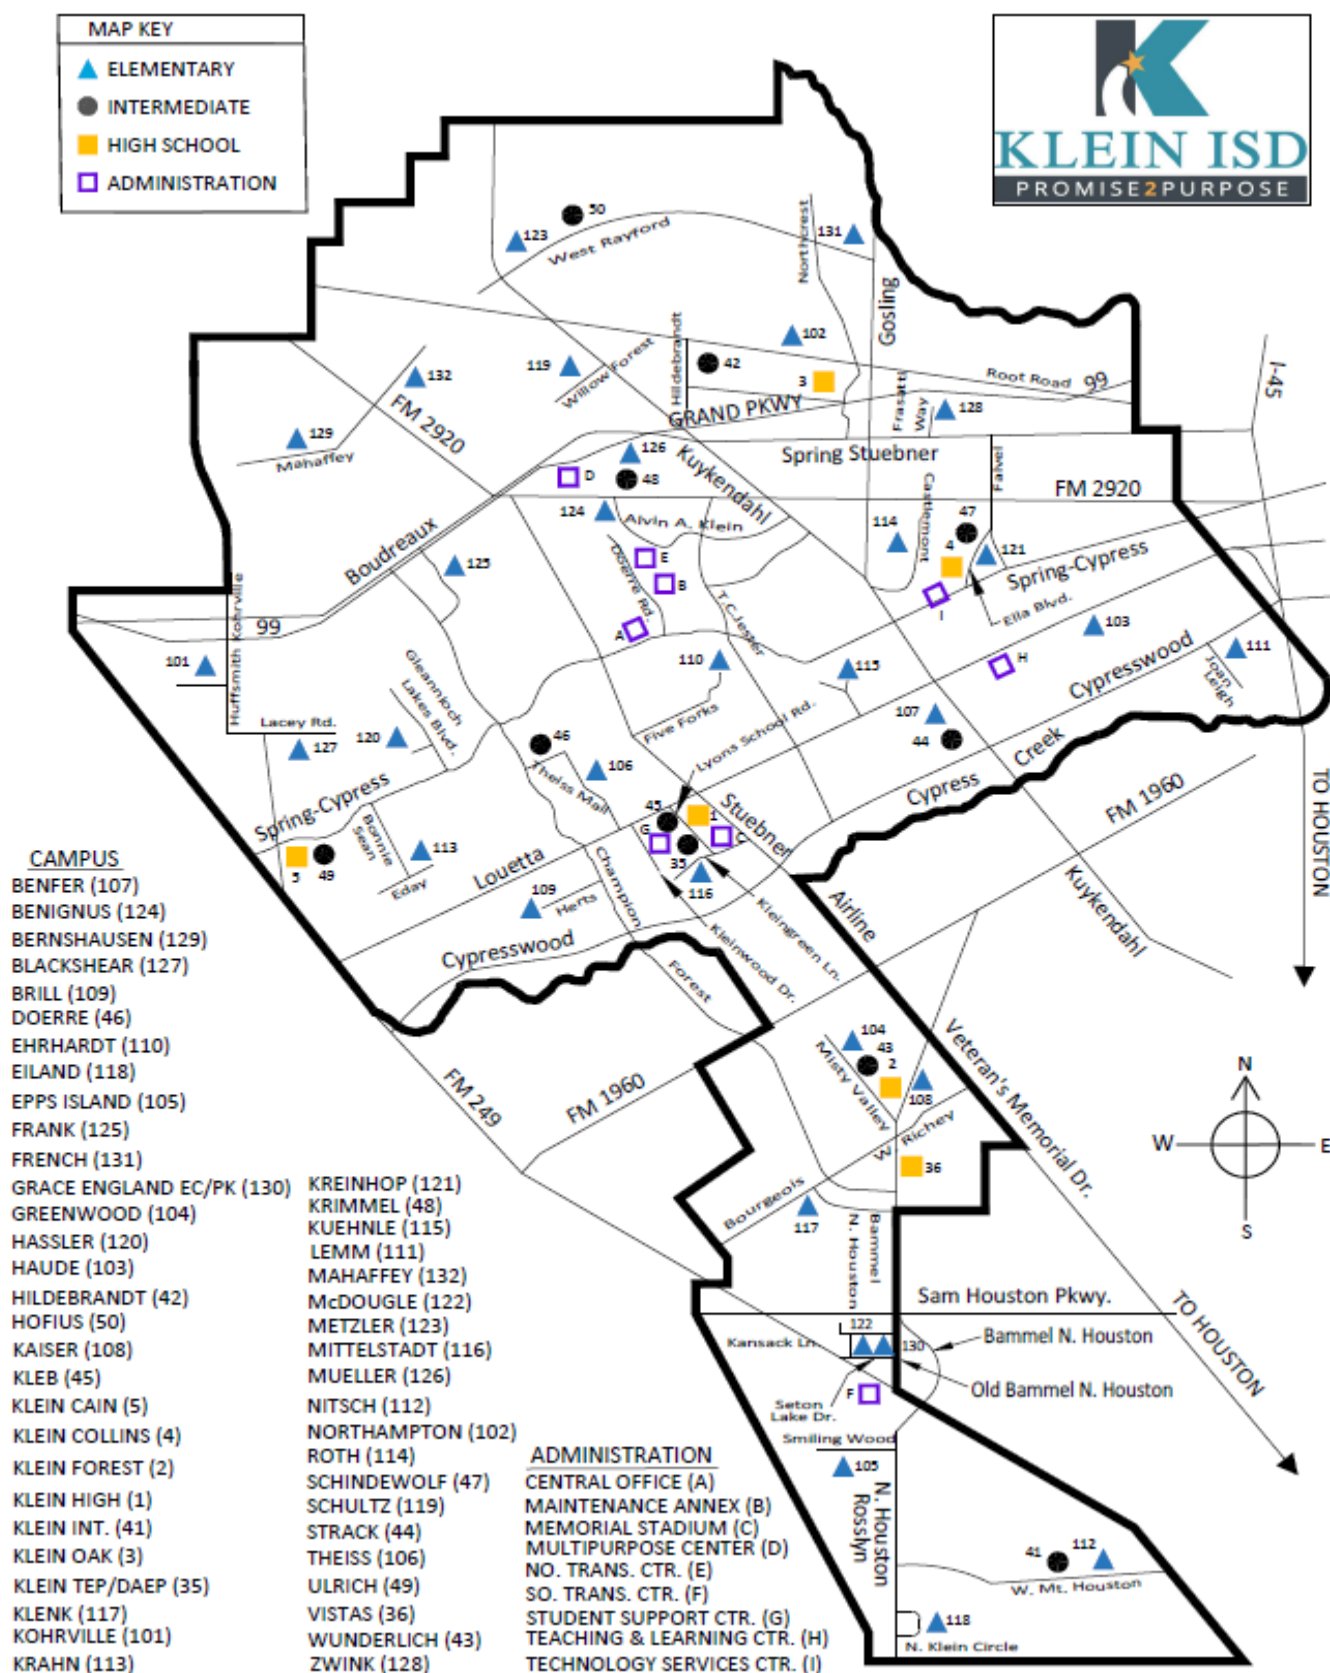 MAP KEY
ELEMENTARY
INTERMEDIATE
HIGH SCHOOL
ADMINISTRATION
KLEIN ISD
PROMISE2PURPOSE
50
123
West Rayford
Northcrest
131
Gosling
102
Hildebrandt
42
119
Willow Forest
132
3
Root Road
99
I-45
FM 2920
GRAND PKWY
Frasatti
Way
128
129
Mahaffey
126
Kuykendahl
Spring Stuebner
Falvel
D
48
FM 2920
Castlemont
47
124
Alvin A. Klein
114
4
121
Boudreaux
125
Doerre Rd.
E
B
T.C.Jester
Spring-Cypress
I
Ella Blvd.
99
Huffsmith Kohrville
A
103
101
Gleannloch
Lakes Blvd.
110
115
H
Cypresswood
111
Joan
Leigh
Lacey Rd.
127
120
46
Five Forks
Lyons School Rd.
107
44
Creek
Theiss Mall
106
Cypress
FM 1960
TO HOUSTON
Spring-Cypress
45
1
Stuebner
G
C
35
Bonnie
Sean
5
49
113
Eday
Louetta
Champion
116
109
Herts
Kleingreen Ln.
Airline
Kuykendahl
Cypresswood
Kleinwood Dr.
Forest
CAMPUS
BENFER (107)
BENIGNUS (124)
BERNSHAUSEN (129)
BLACKSHEAR (127)
BRILL (109)
DOERRE (46)
EHRHARDT (110)
EILAND (118)
EPPS ISLAND (105)
FRANK (125)
FRENCH (131)
GRACE ENGLAND EC/PK (130)
GREENWOOD (104)
HASSLER (120)
HAUDE (103)
HILDEBRANDT (42)
HOFIUS (50)
KAISER (108)
KLEB (45)
KLEIN CAIN (5)
KLEIN COLLINS (4)
KLEIN FOREST (2)
KLEIN HIGH (1)
KLEIN INT. (41)
KLEIN OAK (3)
KLEIN TEP/DAEP (35)
KLENK (117)
KOHRVILLE (101)
KRAHN (113)
KREINHOP (121)
KRIMMEL (48)
KUEHNLE (115)
LEMM (111)
MAHAFFEY (132)
McDOUGLE (122)
METZLER (123)
MITTELSTADT (116)
MUELLER (126)
NITSCH (112)
NORTHAMPTON (102)
ROTH (114)
SCHINDEWOLF (47)
SCHULTZ (119)
STRACK (44)
THEISS (106)
ULRICH (49)
VISTAS (36)
WUNDERLICH (43)
ZWINK (128)
ADMINISTRATION
CENTRAL OFFICE (A)
MAINTENANCE ANNEX (B)
MEMORIAL STADIUM (C)
MULTIPURPOSE CENTER (D)
NO. TRANS. CTR. (E)
SO. TRANS. CTR. (F)
STUDENT SUPPORT CTR. (G)
TEACHING & LEARNING CTR. (H)
TECHNOLOGY SERVICES CTR. (I)
FM 249
FM 1960
104
43
2
Misty Valley
108
Veteran's Memorial Dr.
W. Richey
36
N
W
E
S
Bourgeois
117
Bammel
N. Houston
Sam Houston Pkwy.
TO HOUSTON
122
Kansack Ln.
130
Bammel N. Houston
F
Old Bammel N. Houston
Seton
Lake Dr.
Smiling Wood
105
N. Houston
Rosslyn
41
112
W. Mt. Houston
118
N. Klein Circle